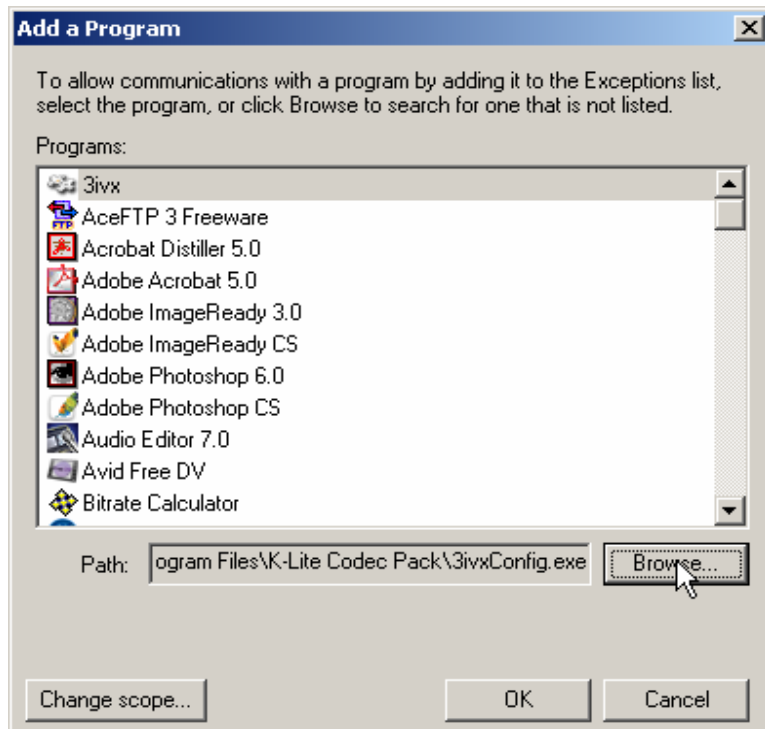 Add a Program
To allow communications with a program by adding it to the Exceptions list,
select the program, or click Browse to search for one that is not listed.
Programs:
3ivx
AceFTP 3 Freeware
Acrobat Distiller 5.0
Adobe Acrobat 5.0
Adobe ImageReady 3.0
Adobe ImageReady CS
Adobe Photoshop 6.0
Adobe Photoshop CS
Audio Editor 7.0
Avid Free DV
Bitrate Calculator
Path: ogram Files\K-Lite Codec Pack\3ivxConfig.exe Browse...
Change scope... OK Cancel